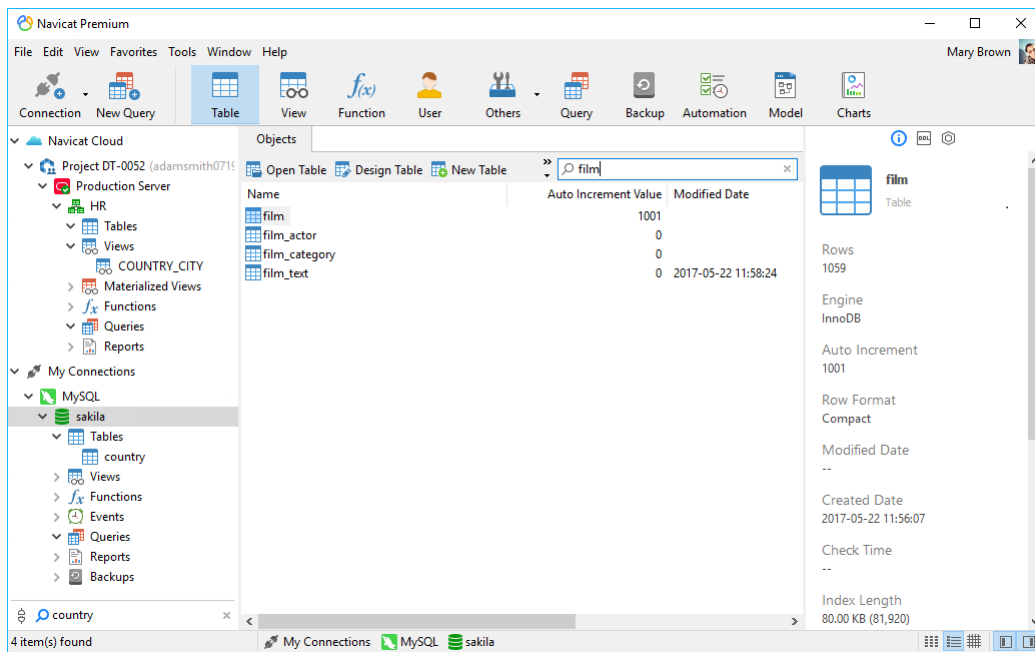 Navicat Premium
File Edit View Favorites Tools Window Help
Mary Brown
Connection New Query Table View Function User Others Query Backup Automation Model Charts
Navicat Cloud
Project DT-0052 (adamsmith0719
Production Server
HR
Tables
Views
COUNTRY_CITY
Materialized Views
Functions
Queries
Reports
My Connections
MySQL
sakila
Tables
country
Views
Functions
Events
Queries
Reports
Backups
country
Objects
Open Table Design Table New Table » film
Name Auto Increment Value Modified Date
film 1001
film_actor 0
film_category 0
film_text 0 2017-05-22 11:58:24
DDL
film
Table
Rows
1059
Engine
InnoDB
Auto Increment
1001
Row Format
Compact
Modified Date
--
Created Date
2017-05-22 11:56:07
Check Time
--
Index Length
80.00 KB (81,920)
4 item(s) found My Connections MySQL sakila